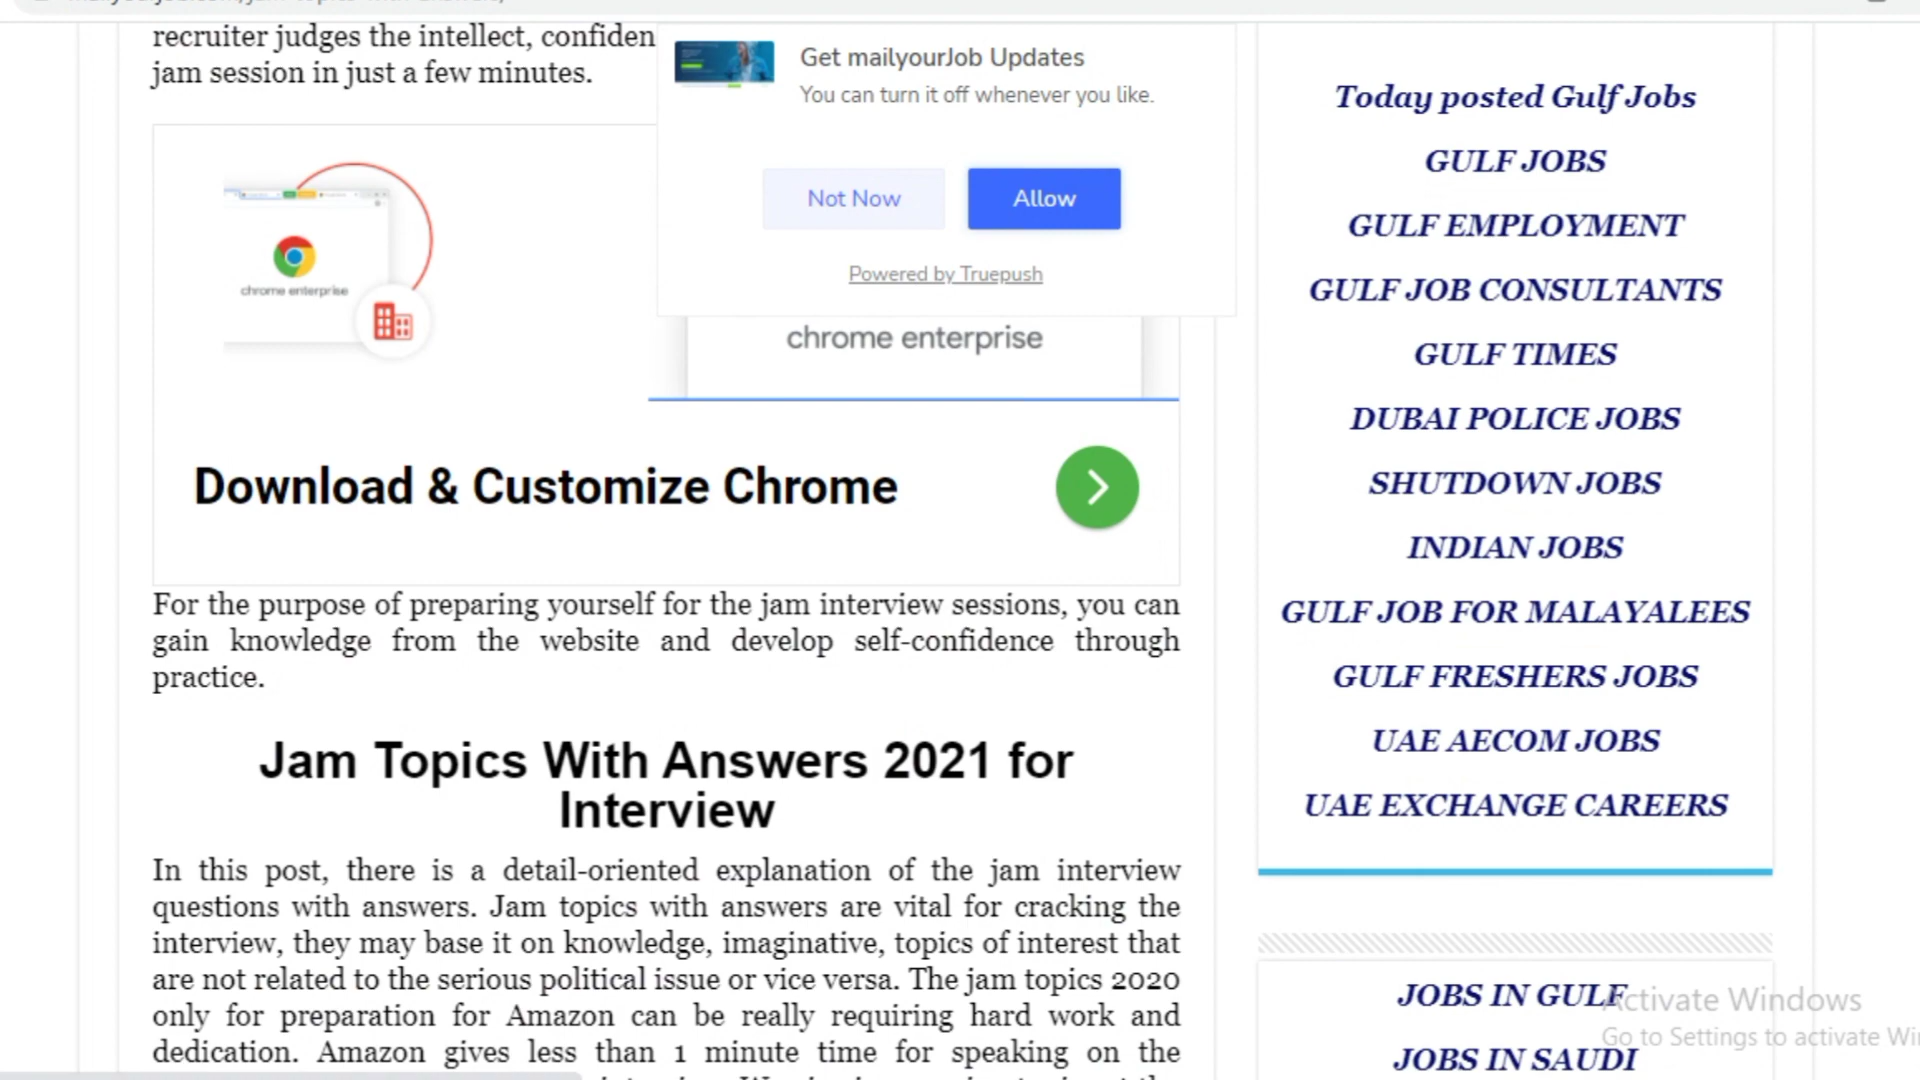 recruiter judges the intellect, confiden
jam session in just a few minutes.
Get mailyourJob Updates
You can turn it off whenever you like.
Not Now
Allow
Powered by Truepush
chrome enterprise
chrome enterprise
Download & Customize Chrome
For the purpose of preparing yourself for the jam interview sessions, you can
gain knowledge from the website and develop self-confidence through
practice.
Jam Topics With Answers 2021 for
Interview
In this post, there is a detail-oriented explanation of the jam interview
questions with answers. Jam topics with answers are vital for cracking the
interview, they may base it on knowledge, imaginative, topics of interest that
are not related to the serious political issue or vice versa. The jam topics 2020
only for preparation for Amazon can be really requiring hard work and
dedication. Amazon gives less than 1 minute time for speaking on the
Today posted Gulf Jobs
GULF JOBS
GULF EMPLOYMENT
GULF JOB CONSULTANTS
GULF TIMES
DUBAI POLICE JOBS
SHUTDOWN JOBS
INDIAN JOBS
GULF JOB FOR MALAYALEES
GULF FRESHERS JOBS
UAE AECOM JOBS
UAE EXCHANGE CAREERS
JOBS IN GULF
JOBS IN SAUDI
Activate Windows
Go to Settings to activate Wi